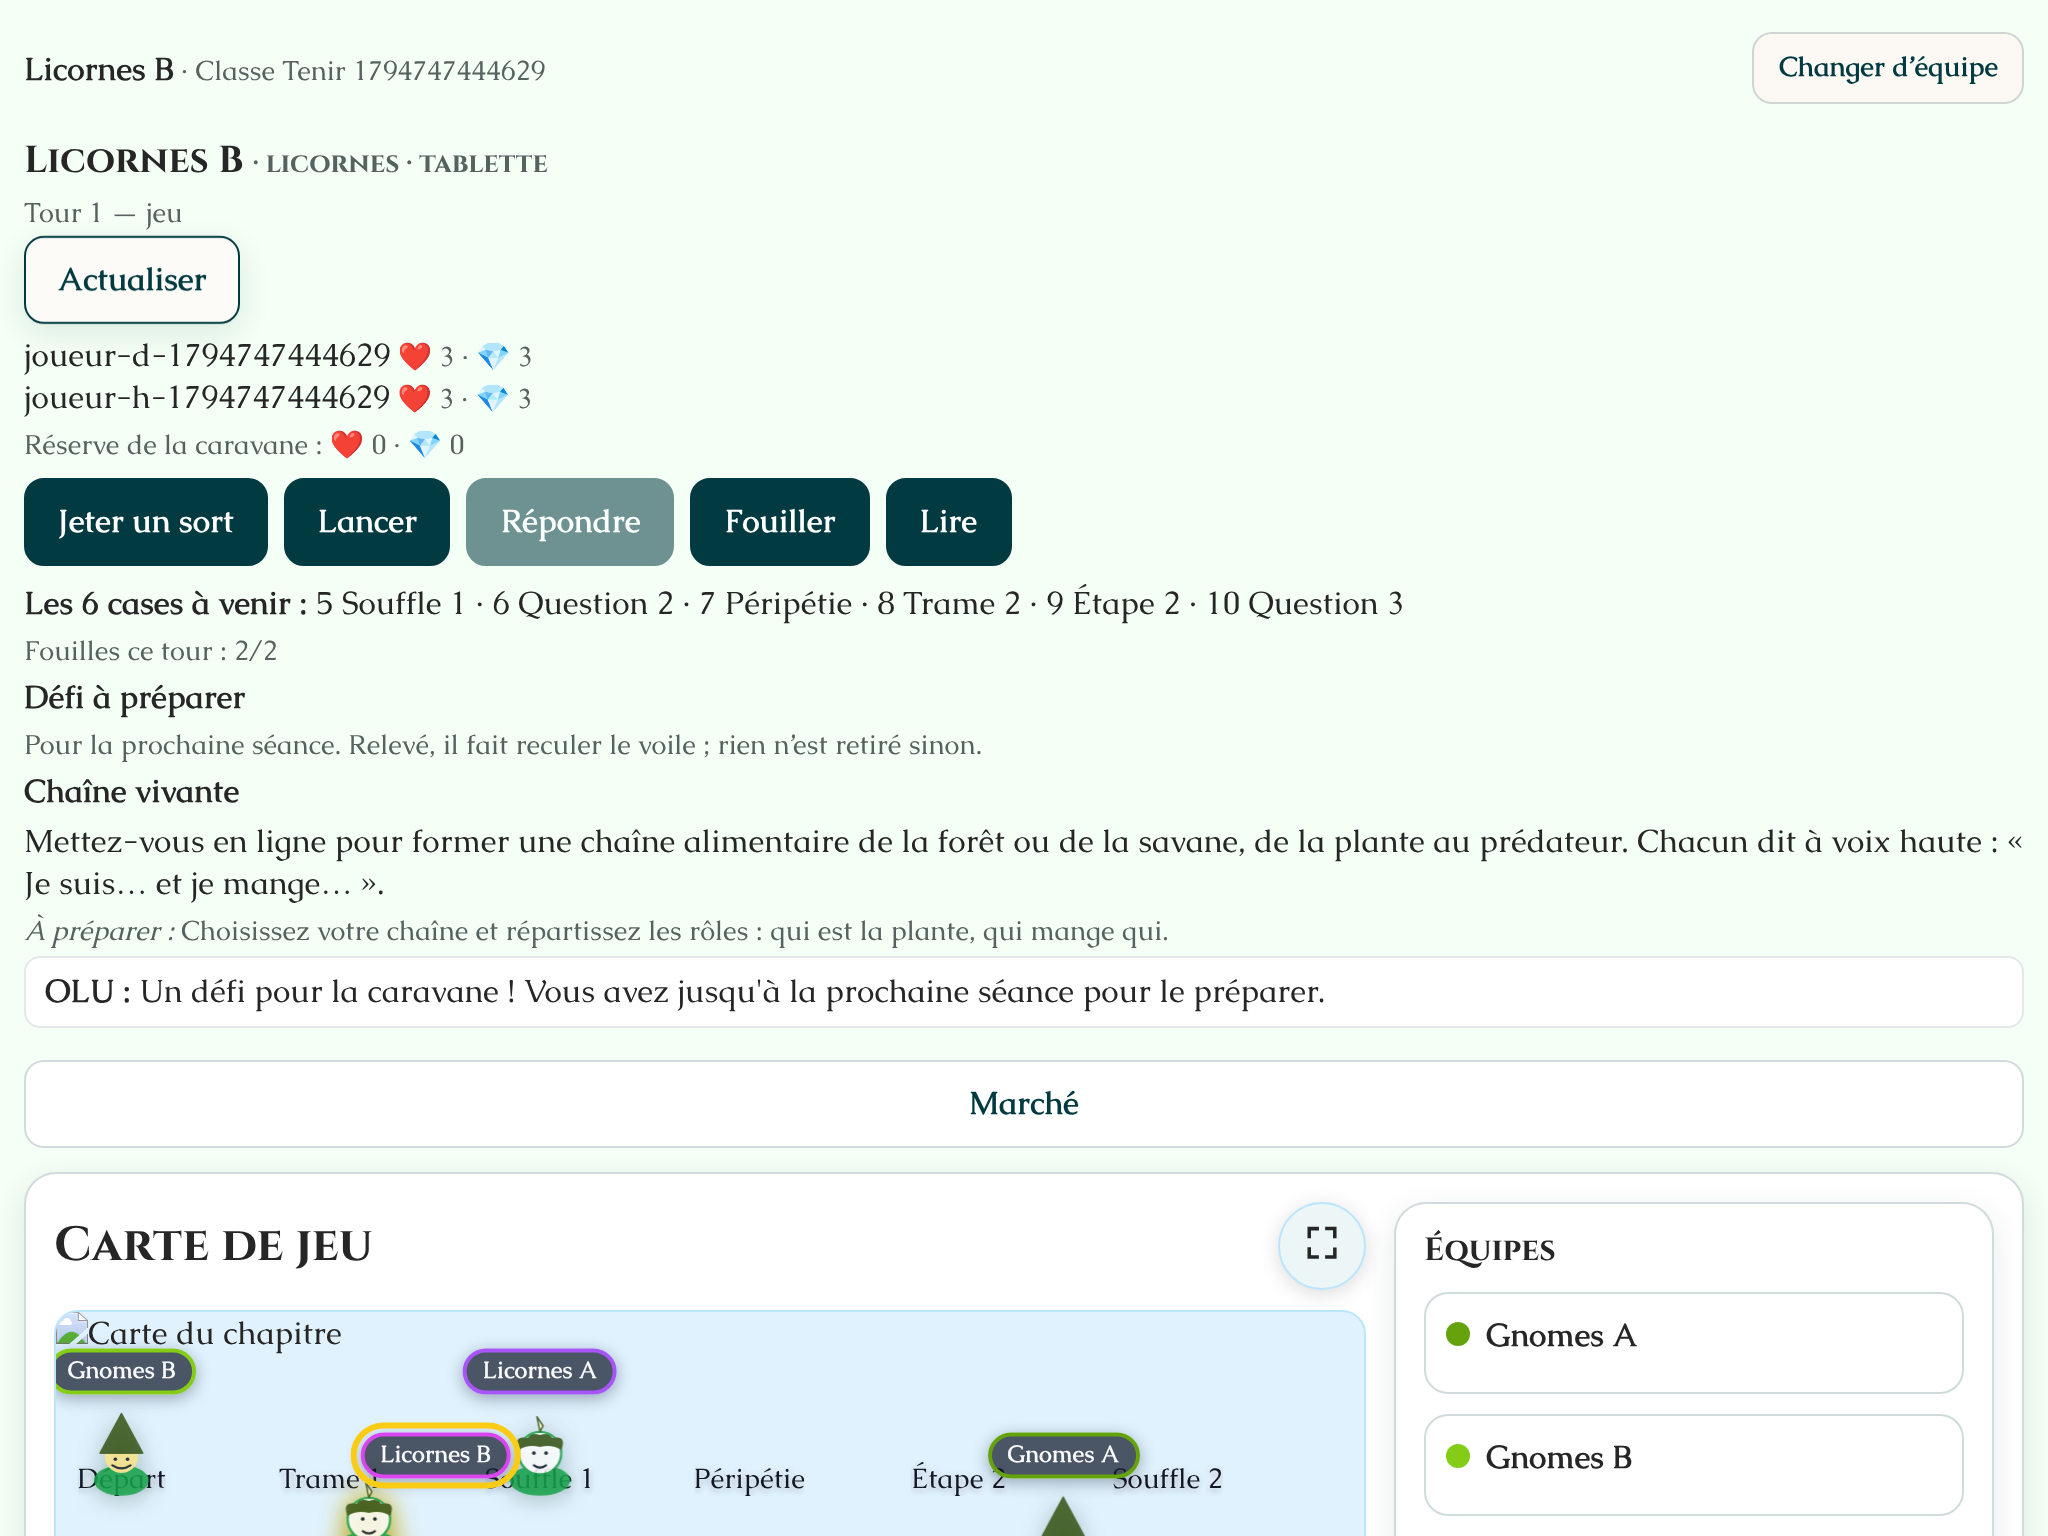 Licornes B · Classe Tenir 1794747444629
Changer d’équipe
Licornes B · licornes · tablette
Tour 1 — jeu
Actualiser
joueur-d-1794747444629 ❤️ 3 · 💎 3
joueur-h-1794747444629 ❤️ 3 · 💎 3
Réserve de la caravane : ❤️ 0 · 💎 0
Jeter un sort
Lancer
Répondre
Fouiller
Lire
Les 6 cases à venir : 5 Souffle 1 · 6 Question 2 · 7 Péripétie · 8 Trame 2 · 9 Étape 2 · 10 Question 3
Fouilles ce tour : 2/2
Défi à préparer
Pour la prochaine séance. Relevé, il fait reculer le voile ; rien n’est retiré sinon.
Chaîne vivante
Mettez-vous en ligne pour former une chaîne alimentaire de la forêt ou de la savane, de la plante au prédateur. Chacun dit à voix haute : «
Je suis… et je mange… ».
À préparer : Choisissez votre chaîne et répartissez les rôles : qui est la plante, qui mange qui.
OLU : Un défi pour la caravane ! Vous avez jusqu'à la prochaine séance pour le préparer.
Marché
Carte de jeu
Carte du chapitre
Gnomes B
Licornes A
Licornes B
Gnomes A
Départ
Trame 1
Souffle 1
Péripétie
Étape 2
Souffle 2
Équipes
Gnomes A
Gnomes B